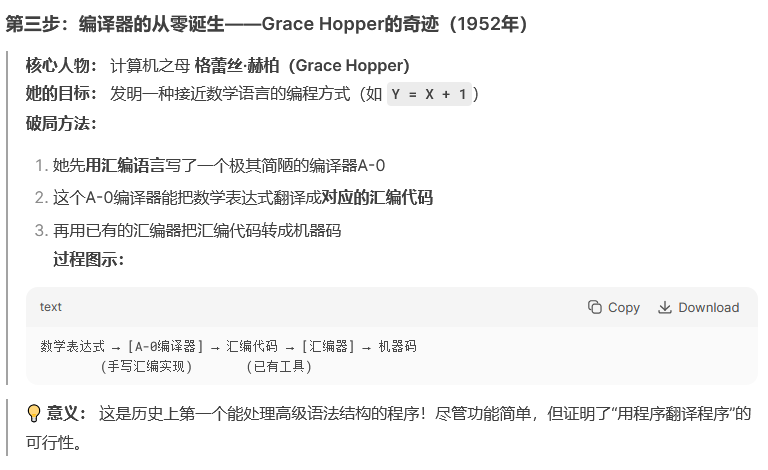 第三步：编译器的从零诞生——Grace Hopper的奇迹（1952年）
核心人物： 计算机之母 格蕾丝·赫柏（Grace Hopper）
她的目标： 发明一种接近数学语言的编程方式（如 Y = X + 1）
破局方法：
1. 她先用汇编语言写了一个极其简陋的编译器A-0
2. 这个A-0编译器能把数学表达式翻译成对应的汇编代码
3. 再用已有的汇编器把汇编代码转成机器码
过程图示：
text Copy Download
数学表达式 → [A-0编译器] → 汇编代码 → [汇编器] → 机器码
(手写汇编实现) (已有工具)
💡 意义： 这是历史上第一个能处理高级语法结构的程序！尽管功能简单，但证明了“用程序翻译程序”的
可行性。